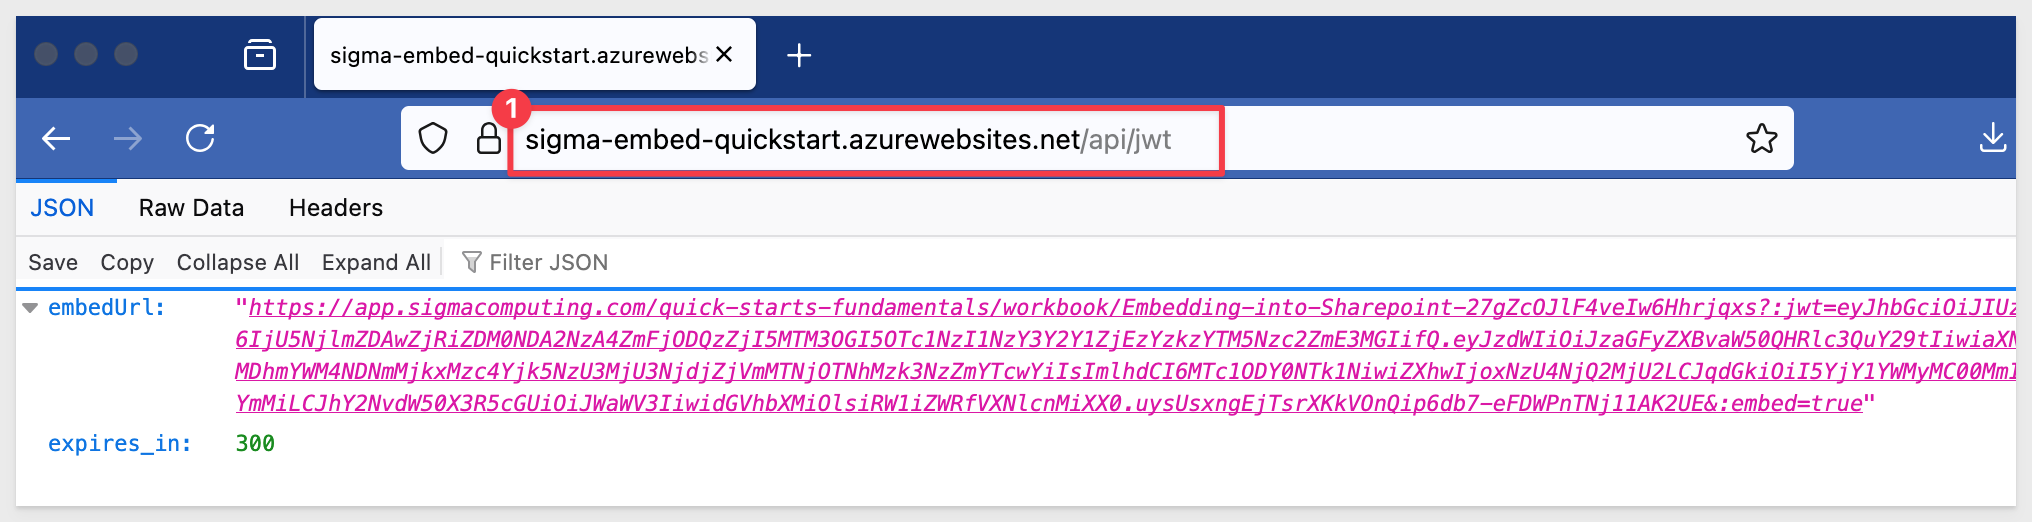 sigma-embed-quickstart.azurewebs
1
sigma-embed-quickstart.azurewebsites.net/api/jwt
JSON Raw Data Headers
Save Copy Collapse All Expand All Filter JSON
embedUrl: "https://app.sigmacomputing.com/quick-starts-fundamentals/workbook/Embedding-into-Sharepoint-27gZcOJlF4veIw6Hhrjqxs?:jwt=eyJhbGciOiJIUz
6IjU5NjlmZDAwZjRiZDM0NDA2NzA4ZmFjODQzZjI5MTM3OGI5OTc1NzI1NzY3Y2Y1ZjEzYzkzYTM5Nzc2ZmE3MGIifQ.eyJzdWIiOiJzaGFyZXBvaW50QHRlc3QuY29tIiwiaXN
MDhmYWM4NDNmMjkxMzc4Yjk5NzU3MjU3NjdjZjVmMTNjOTNhMzk3NzZmYTcwYiIsImlhdCI6MTc1ODY0NTk1NiwiZXhwIjoxNzU4NjQ2MjU2LCJqdGkiOiI5YjY1YWMyMC00MmI
YmMiLCJhY2NvdW50X3R5cGUiOiJWaWV3IiwidGVhbXMiOlsiRW1iZWRfVXNlcnMiXX0.uysUsxngEjTsrXKkVOnQip6db7-eFDWPnTNj11AK2UE&:embed=true"
expires_in: 300